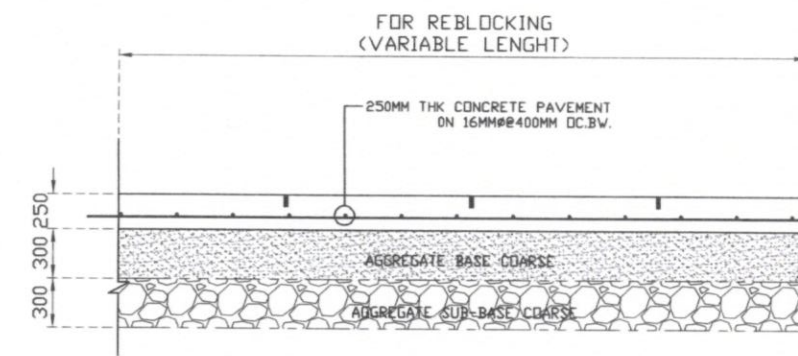 FOR REBLOCKING
(VARIABLE LENGHT)
250MM THK CONCRETE PAVEMENT
ON 16MMØ@400MM OC.BW.
250
300
AGGREGATE BASE COARSE
300
AGGREGATE SUB-BASE COARSE